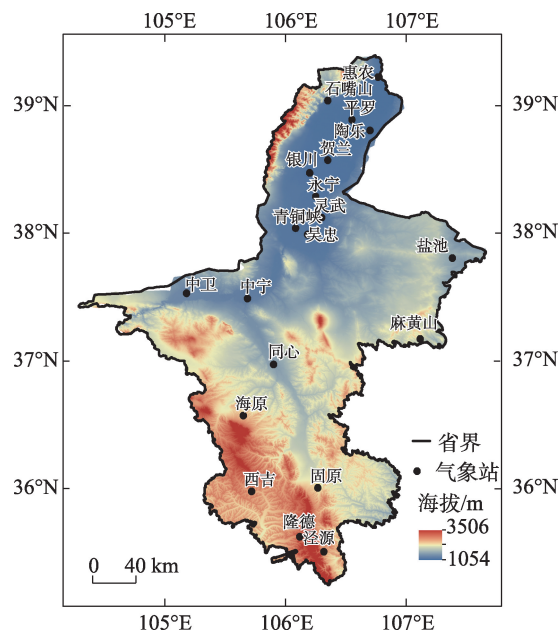 105°E 106°E 107°E
惠农
39°N 39°N
石嘴山
平罗
陶乐
贺兰
银川
永宁
灵武
青铜峡
38°N 38°N
吴忠
盐池
中卫 中宁
麻黄山
37°N 37°N
同心
海原
省界
气象站
西吉 固原
36°N 36°N
海拔/m
隆德
3506
泾源
1054
0 40 km
105°E 106°E 107°E